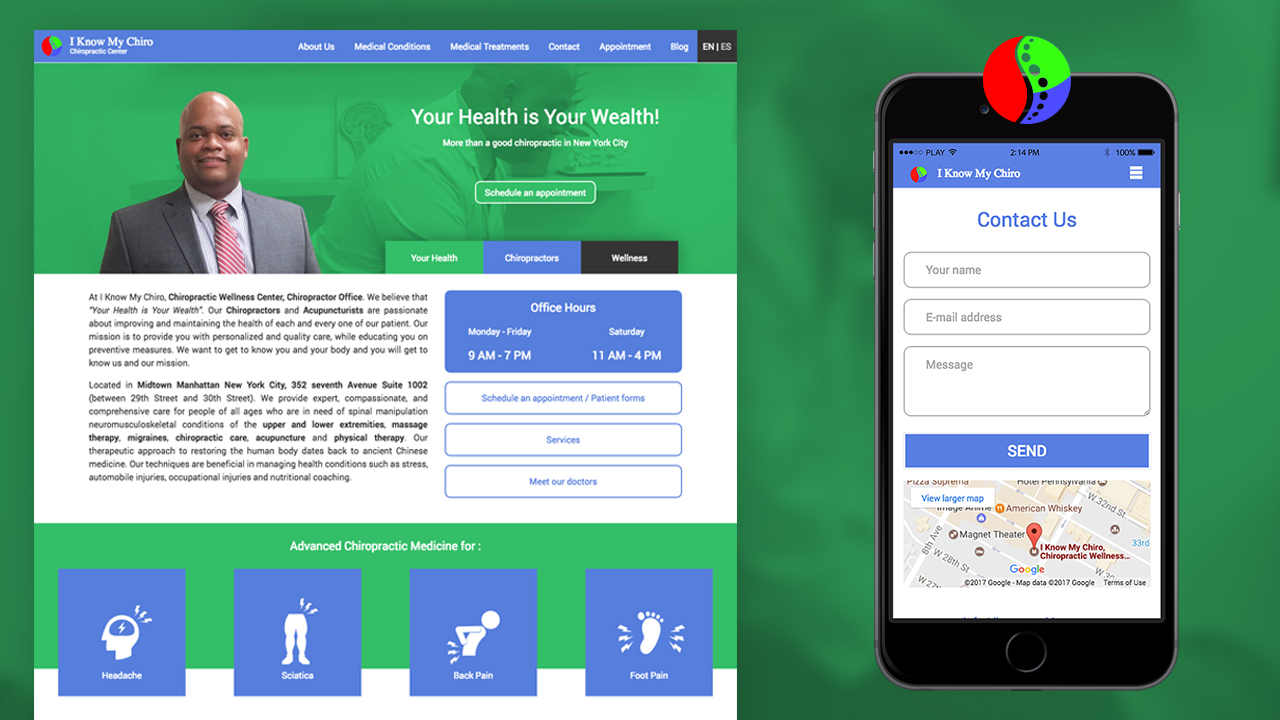 I Know My Chiro
Chiropractic Center
About Us
Medical Conditions
Medical Treatments
Contact
Appointment
Blog
EN | ES
Your Health is Your Wealth!
More than a good chiropractic in New York City
Schedule an appointment
Your Health
Chiropractors
Wellness
At I Know My Chiro, Chiropractic Wellness Center, Chiropractor Office. We believe that
“Your Health is Your Wealth”. Our Chiropractors and Acupuncturists are passionate
about improving and maintaining the health of each and every one of our patient. Our
mission is to provide you with personalized and quality care, while educating you on
preventive measures. We want to get to know you and your body and you will get to
know us and our mission.
Located in Midtown Manhattan New York City, 352 seventh Avenue Suite 1002
(between 29th Street and 30th Street). We provide expert, compassionate, and
comprehensive care for people of all ages who are in need of spinal manipulation
neuromusculoskeletal conditions of the upper and lower extremities, massage
therapy, migraines, chiropractic care, acupuncture and physical therapy. Our
therapeutic approach to restoring the human body dates back to ancient Chinese
medicine. Our techniques are beneficial in managing health conditions such as stress,
automobile injuries, occupational injuries and nutritional coaching.
Office Hours
Monday - Friday
Saturday
9 AM - 7 PM
11 AM - 4 PM
Schedule an appointment / Patient forms
Services
Meet our doctors
Advanced Chiropractic Medicine for :
Headache
Sciatica
Back Pain
Foot Pain
PLAY
2:14 PM
100%
I Know My Chiro
Contact Us
Your name
E-mail address
Message
SEND
Pizza Suprema
Hotel Pennsylvania
View larger map
W 32nd St
Image Anime
American Whiskey
8th Ave
Magnet Theater
33rd
I Know My Chiro,
Chiropractic Wellness...
W 28th St
W 30th St
Google
W 27th
©2017 Google - Map data ©2017 Google
Terms of Use